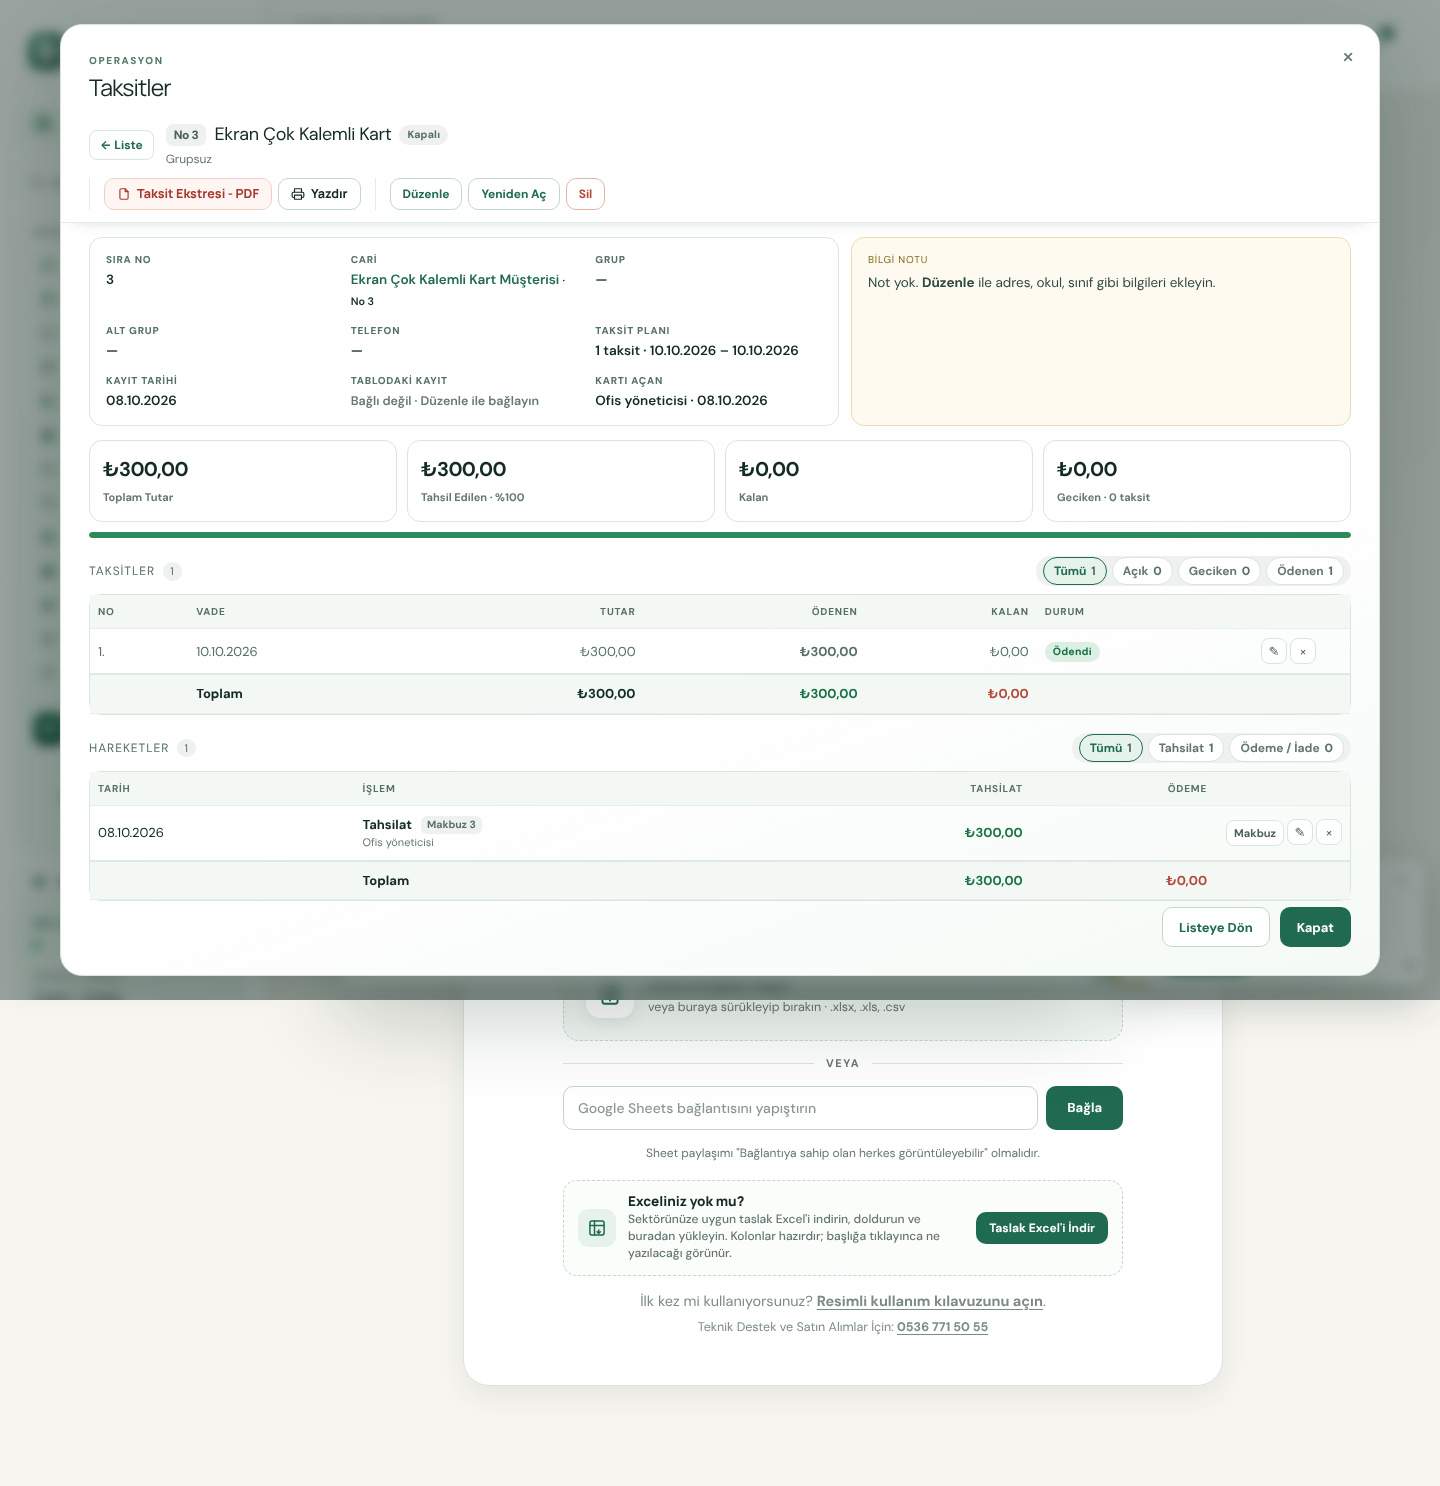 OPERASYON
Taksitler
×
← Liste
No 3 Ekran Çok Kalemli Kart Kapalı
Grupsuz
Taksit Ekstresi - PDF Yazdır Düzenle Yeniden Aç Sil
SIRA NO CARİ GRUP
3 Ekran Çok Kalemli Kart Müşterisi · —
No 3
ALT GRUP TELEFON TAKSİT PLANI
— — 1 taksit · 10.10.2026 – 10.10.2026
KAYIT TARİHİ TABLODAKİ KAYIT KARTI AÇAN
08.10.2026 Bağlı değil · Düzenle ile bağlayın Ofis yöneticisi · 08.10.2026
BİLGİ NOTU
Not yok. Düzenle ile adres, okul, sınıf gibi bilgileri ekleyin.
₺300,00 ₺300,00 ₺0,00 ₺0,00
Toplam Tutar Tahsil Edilen · %100 Kalan Geciken · 0 taksit
TAKSİTLER 1 Tümü 1 Açık 0 Geciken 0 Ödenen 1
NO VADE TUTAR ÖDENEN KALAN DURUM
1. 10.10.2026 ₺300,00 ₺300,00 ₺0,00 Ödendi ✎ ×
Toplam ₺300,00 ₺300,00 ₺0,00
HAREKETLER 1 Tümü 1 Tahsilat 1 Ödeme / İade 0
TARİH İŞLEM TAHSİLAT ÖDEME
08.10.2026 Tahsilat Makbuz 3 ₺300,00 Makbuz ✎ ×
Ofis yöneticisi
Toplam ₺300,00 ₺0,00
Listeye Dön Kapat
veya buraya sürükleyip bırakın · .xlsx, .xls, .csv
VEYA
Google Sheets bağlantısını yapıştırın Bağla
Sheet paylaşımı "Bağlantıya sahip olan herkes görüntüleyebilir" olmalıdır.
Exceliniz yok mu?
Sektörünüze uygun taslak Excel'i indirin, doldurun ve
buradan yükleyin. Kolonlar hazırdır; başlığa tıklayınca ne
yazılacağı görünür.
Taslak Excel'i İndir
İlk kez mi kullanıyorsunuz? Resimli kullanım kılavuzunu açın.
Teknik Destek ve Satın Alımlar İçin: 0536 771 50 55